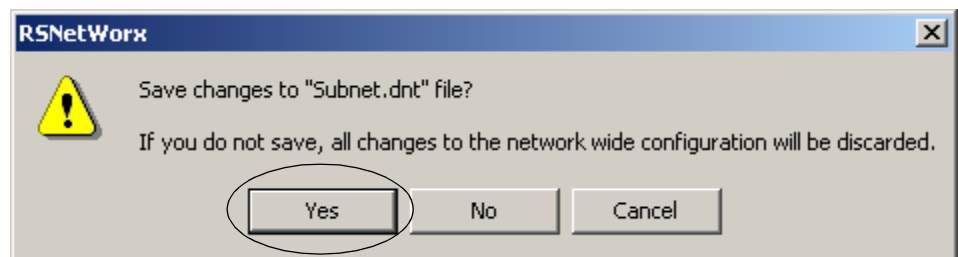 RSNetWorx
Save changes to "Subnet.dnt" file?
If you do not save, all changes to the network wide configuration will be discarded.
Yes No Cancel